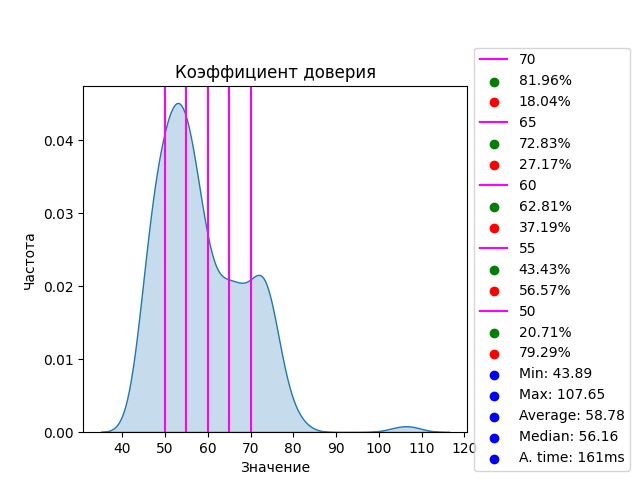 Коэффициент доверия
Частота
0.04
0.03
0.02
0.01
0.00
40 50 60 70 80 90 100 110 120
Значение
70
81.96%
18.04%
65
72.83%
27.17%
60
62.81%
37.19%
55
43.43%
56.57%
50
20.71%
79.29%
Min: 43.89
Max: 107.65
Average: 58.78
Median: 56.16
A. time: 161ms